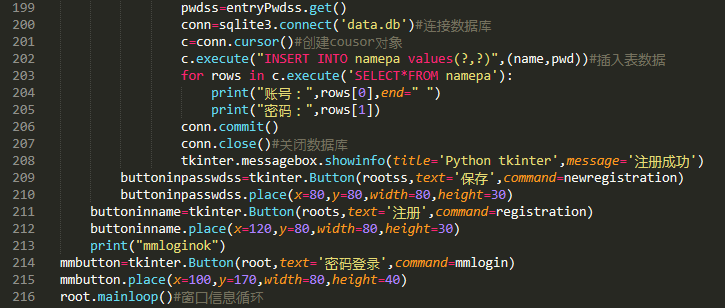 199 pwdss=entryPwdss.get()
200 conn=sqlite3.connect('data.db')#连接数据库
201 c=conn.cursor()#创建cousor对象
202 c.execute("INSERT INTO namepa values(?,?)",(name,pwd))#插入表数据
203 for rows in c.execute('SELECT*FROM namepa'):
204 print("账号：",rows[0],end=" ")
205 print("密码：",rows[1])
206 conn.commit()
207 conn.close()#关闭数据库
208 tkinter.messagebox.showinfo(title='Python tkinter',message='注册成功')
209 buttoninpasswdss=tkinter.Button(rootss,text='保存',command=newregistration)
210 buttoninpasswdss.place(x=80,y=80,width=80,height=30)
211 buttoninname=tkinter.Button(roots,text='注册',command=registration)
212 buttoninname.place(x=120,y=80,width=80,height=30)
213 print("mmloginok")
214 mmbutton=tkinter.Button(root,text='密码登录',command=mmlogin)
215 mmbutton.place(x=100,y=170,width=80,height=40)
216 root.mainloop()#窗口信息循环